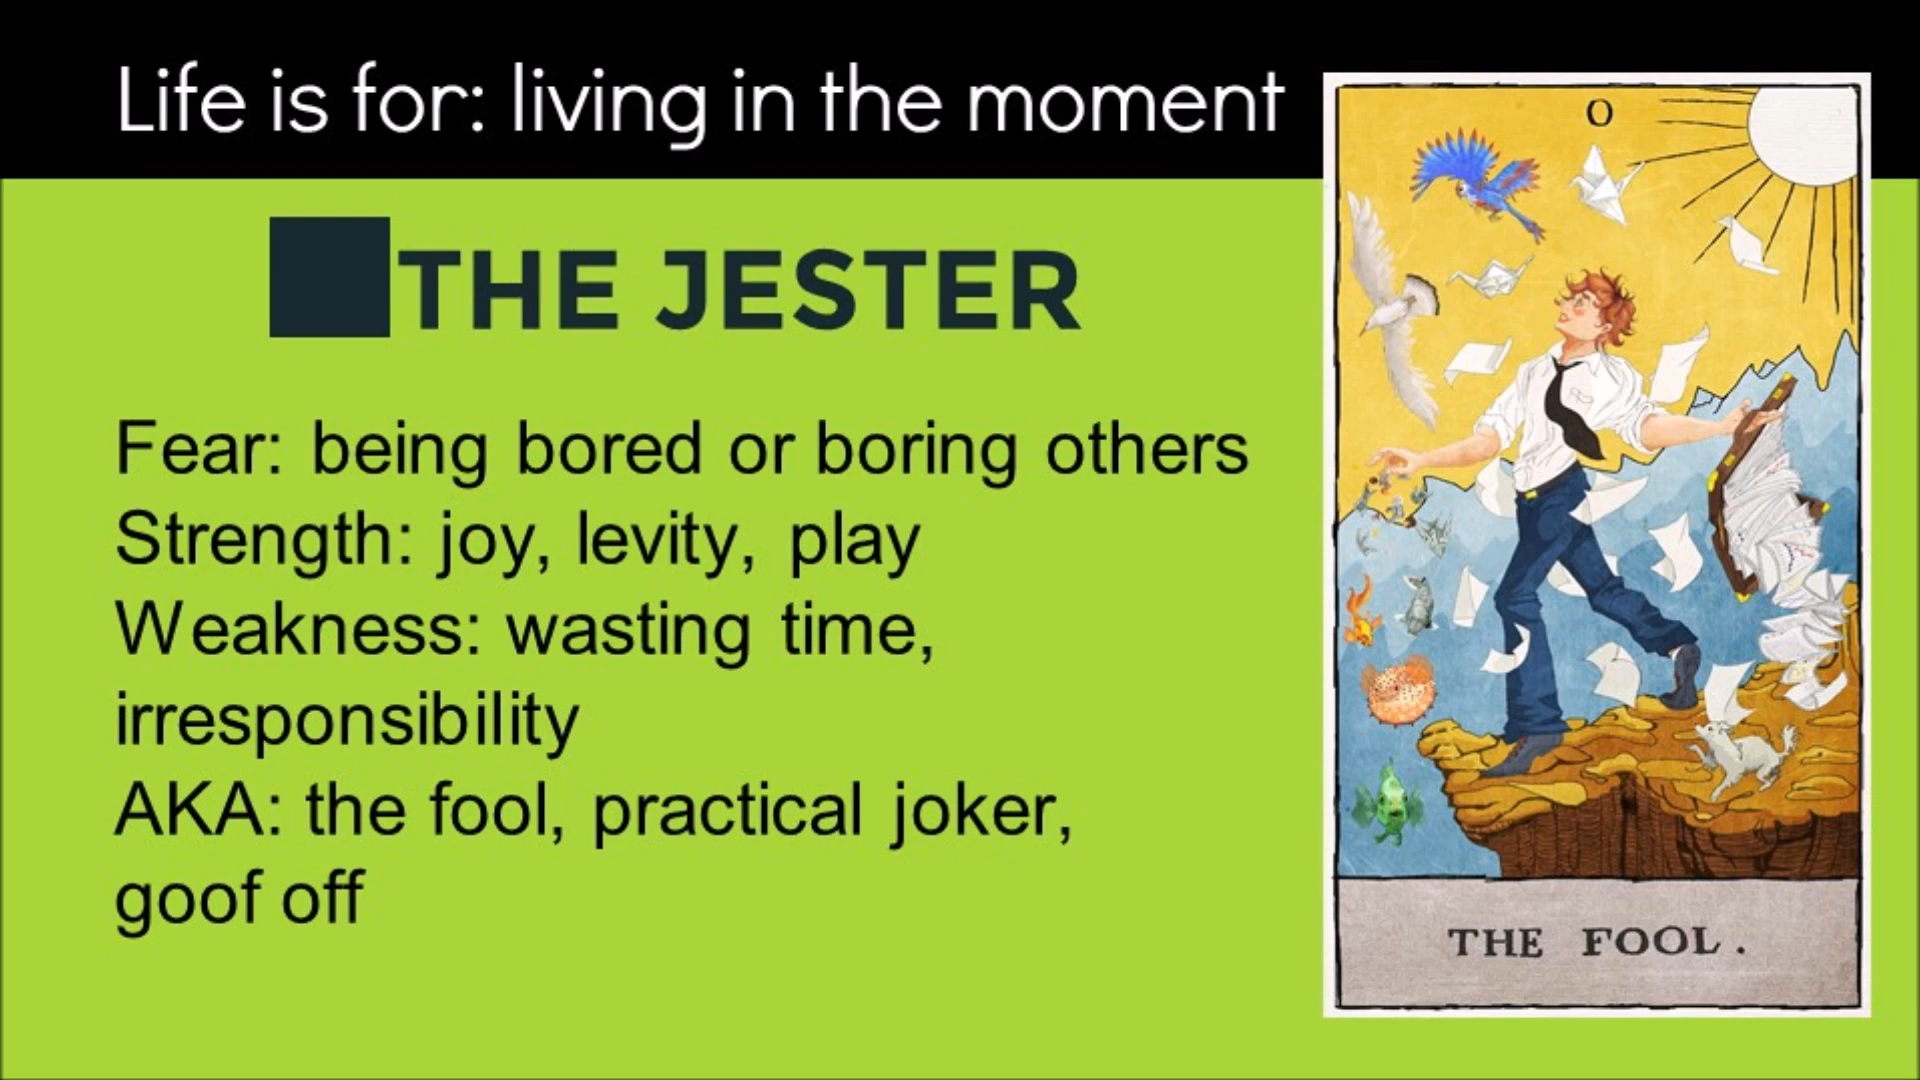 Life is for: living in the moment
THE JESTER
Fear: being bored or boring others
Strength: joy, levity, play
Weakness: wasting time,
irresponsibility
AKA: the fool, practical joker,
goof off
0
THE FOOL.